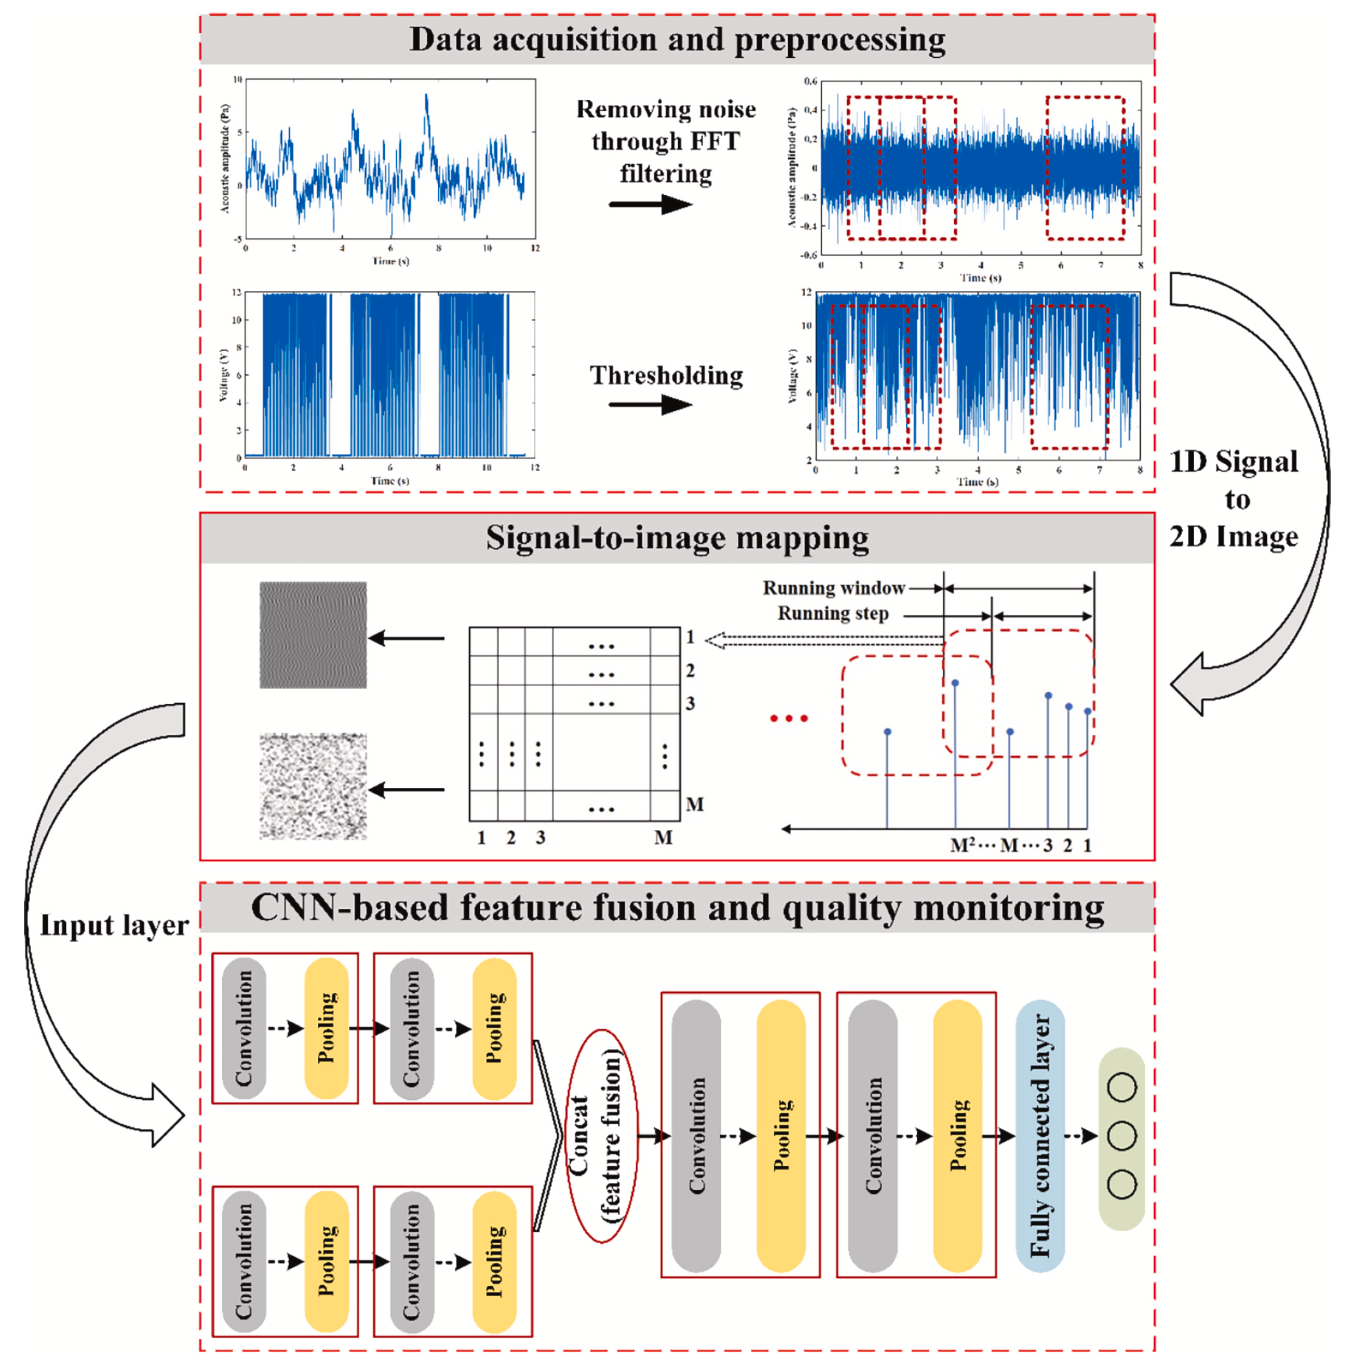 Data acquisition and preprocessing
10
5
0
-5
Acoustic amplitude (Pa)
0 2 4 6 8 10 12
Time (s)
Removing noise
through FFT
filtering
0.6
0.4
0.2
0
-0.2
-0.4
-0.6
Acoustic amplitude (Pa)
0 1 2 3 4 5 6 7 8
Time (s)
12
10
8
6
4
2
0
Voltage (V)
0 2 4 6 8 10 12
Time (s)
Thresholding
12
10
8
6
4
2
Voltage (V)
0 1 2 3 4 5 6 7 8
Time (s)
1D Signal
to
2D Image
Signal-to-image mapping
Running window
Running step
... 1
... 2
... 3
M
1 2 3 M
...
M² ... M ... 3 2 1
Input layer
CNN-based feature fusion and quality monitoring
Convolution
Pooling
Convolution
Pooling
Convolution
Pooling
Convolution
Pooling
Concat
(feature fusion)
Convolution
Pooling
Convolution
Pooling
Fully connected layer